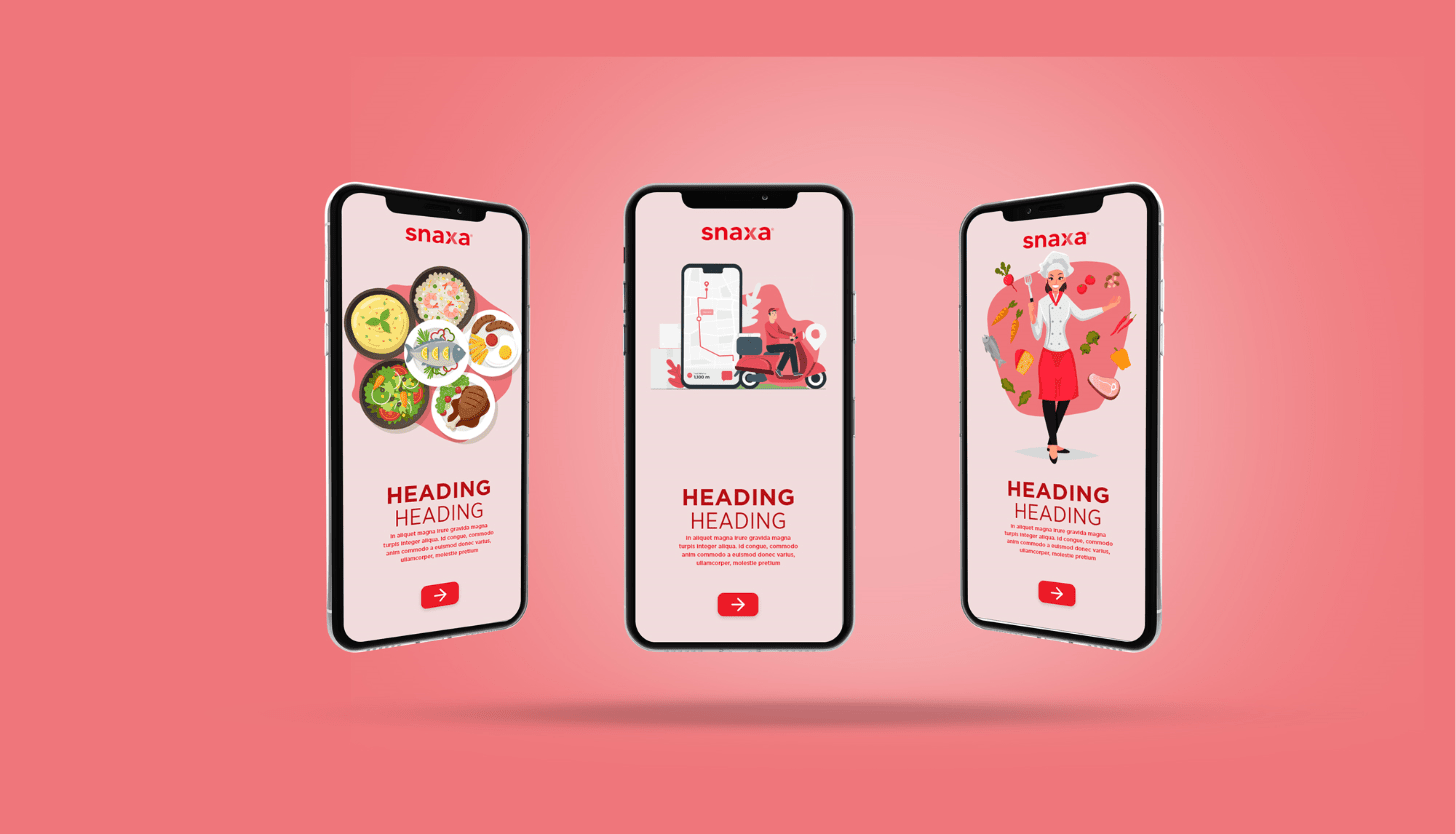 snaxa
HEADING
HEADING
In aliquet magna irure gravida magna
turpis integer aliqua. Id congue, commodo
anim commodo a euismod donec varius,
ullamcorper, molestie pretium
snaxa
1.100 m
HEADING
HEADING
In aliquet magna irure gravida magna
turpis integer aliqua. Id congue, commodo
anim commodo a euismod donec varius,
ullamcorper, molestie pretium
snaxa
HEADING
HEADING
In aliquet magna irure gravida magna
turpis integer aliqua. Id congue, commodo
anim commodo a euismod donec varius,
ullamcorper, molestie pretium